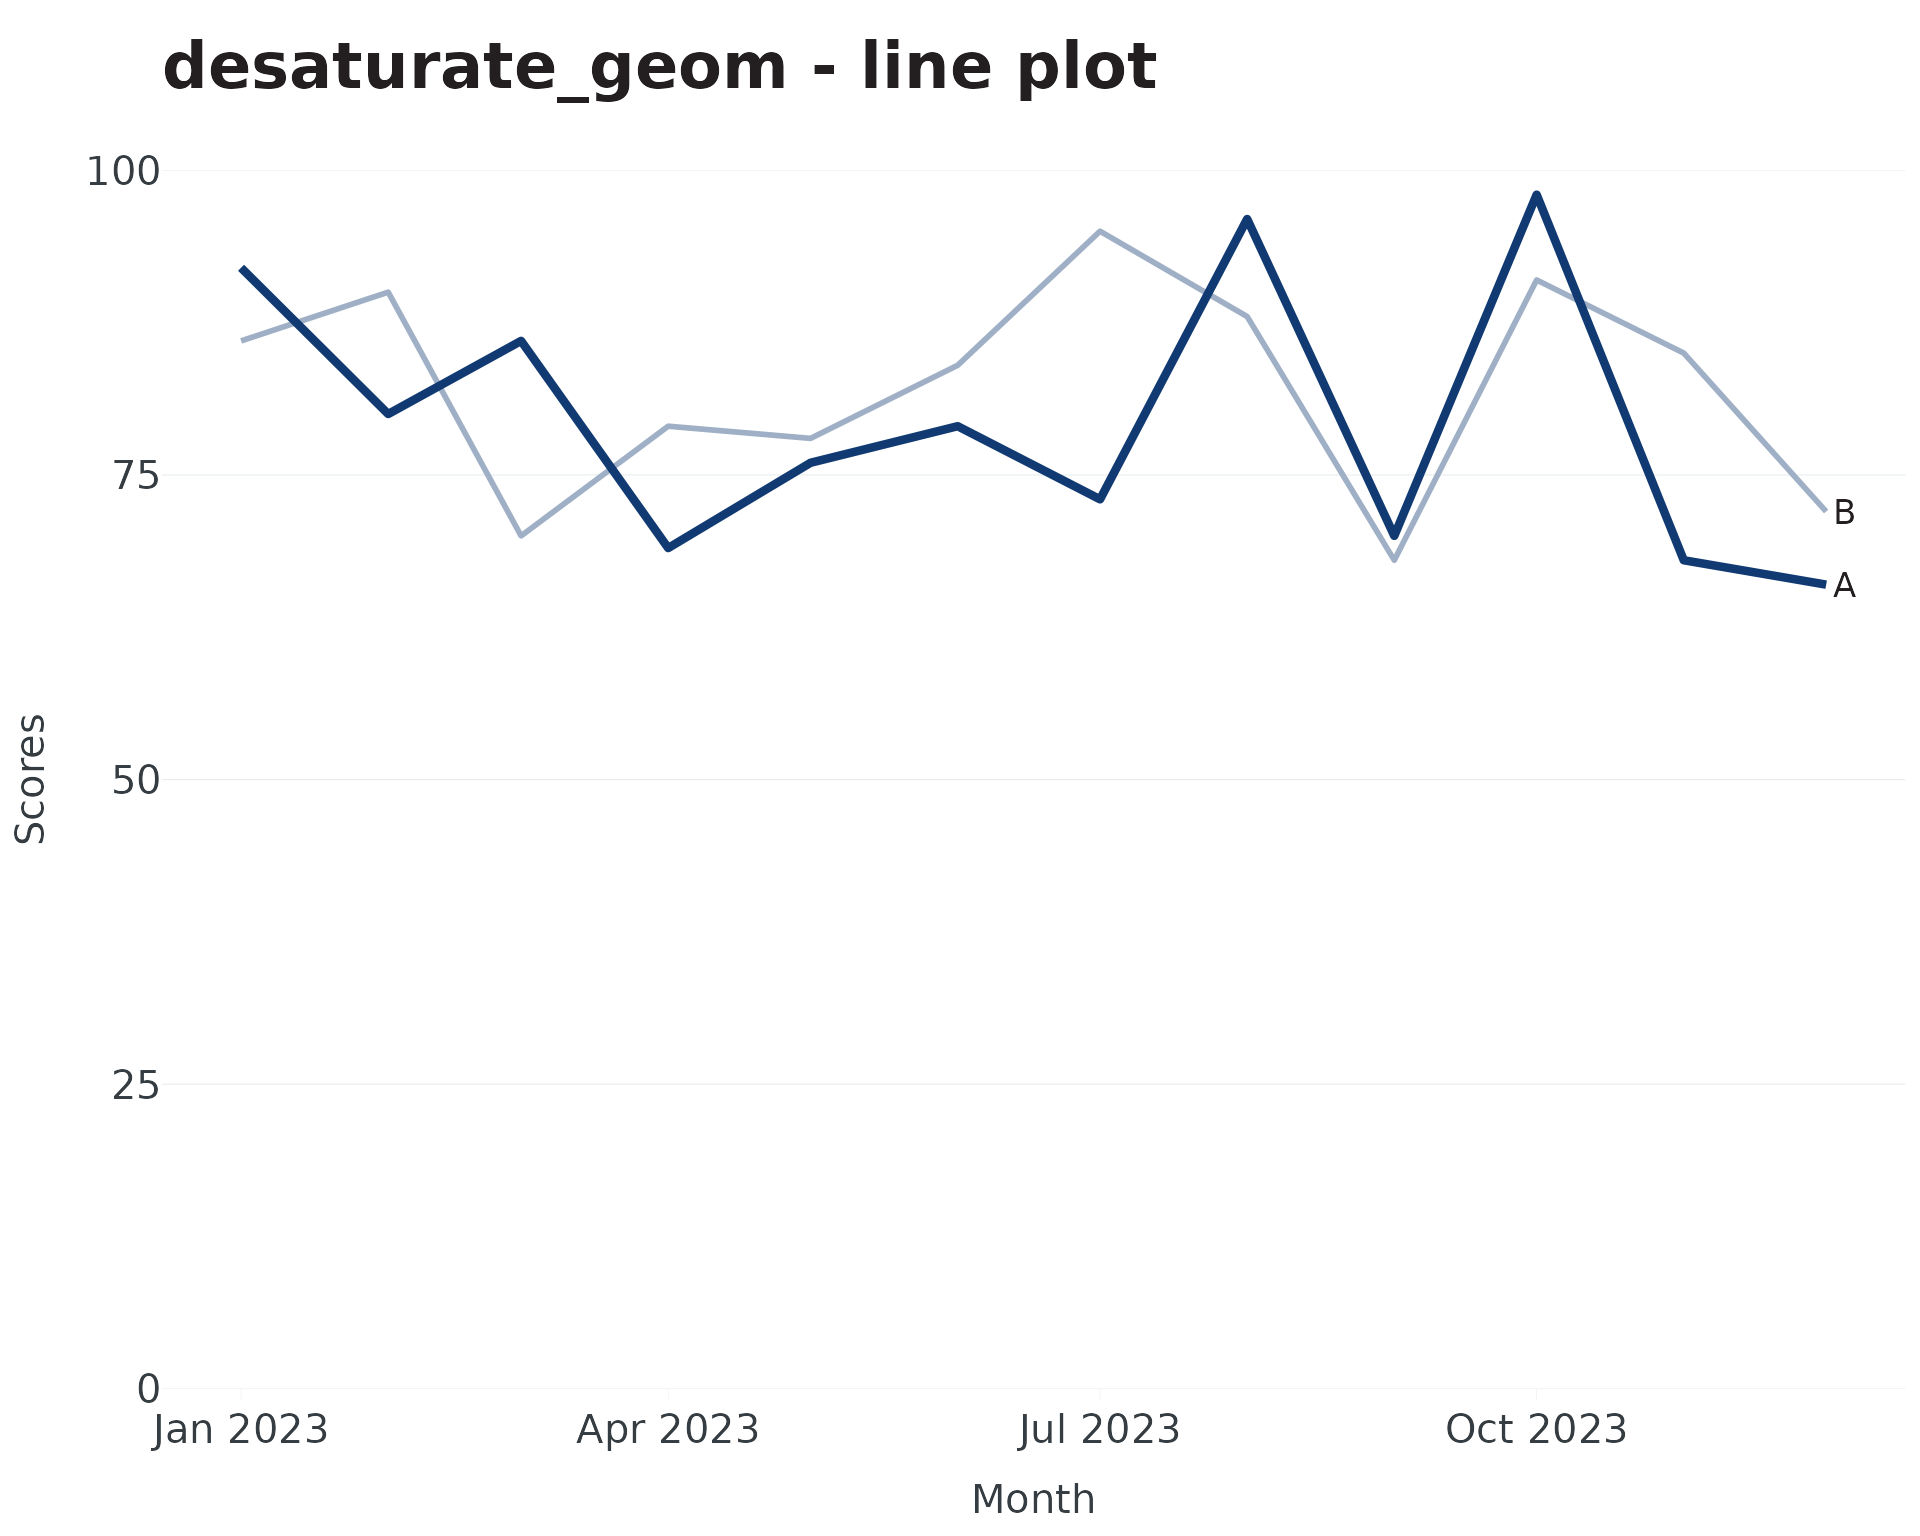 desaturate_geom - line plot
100
75
50
25
0
Scores
B
A
Jan 2023
Apr 2023
Jul 2023
Oct 2023
Month